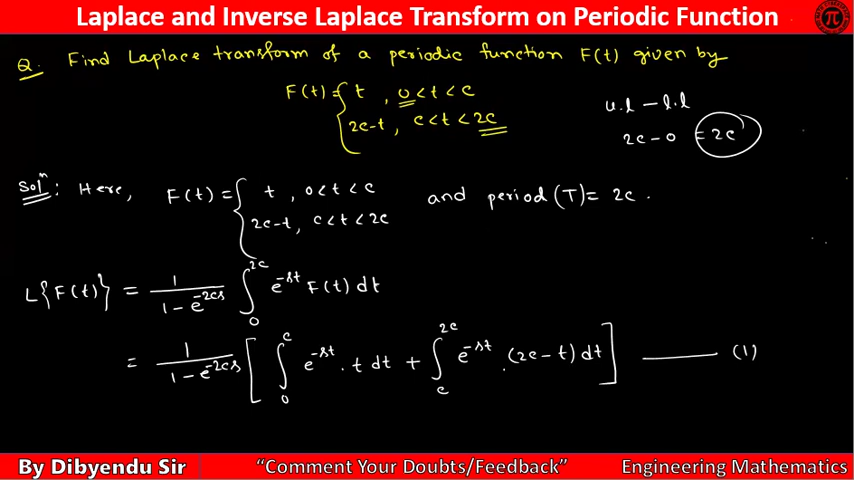 Laplace and Inverse Laplace Transform on Periodic Function
Q. Find Laplace transform of a periodic function F(t) given by
F(t) = { t , 0 < t < c
2c-t , c < t < 2c
u.l - l.l
2c - 0 = 2c
Solⁿ : Here, F(t) = { t , 0 < t < c
2c-t , c < t < 2c
and period (T) = 2c .
L{F(t)} = 1/(1 - e^{-2cs}) ∫_0^{2c} e^{-st} F(t) dt
= 1/(1 - e^{-2cs}) [ ∫_0^c e^{-st} . t dt + ∫_c^{2c} e^{-st} . (2c - t) dt ] ——— (1)
By Dibyendu Sir “Comment Your Doubts/Feedback” Engineering Mathematics